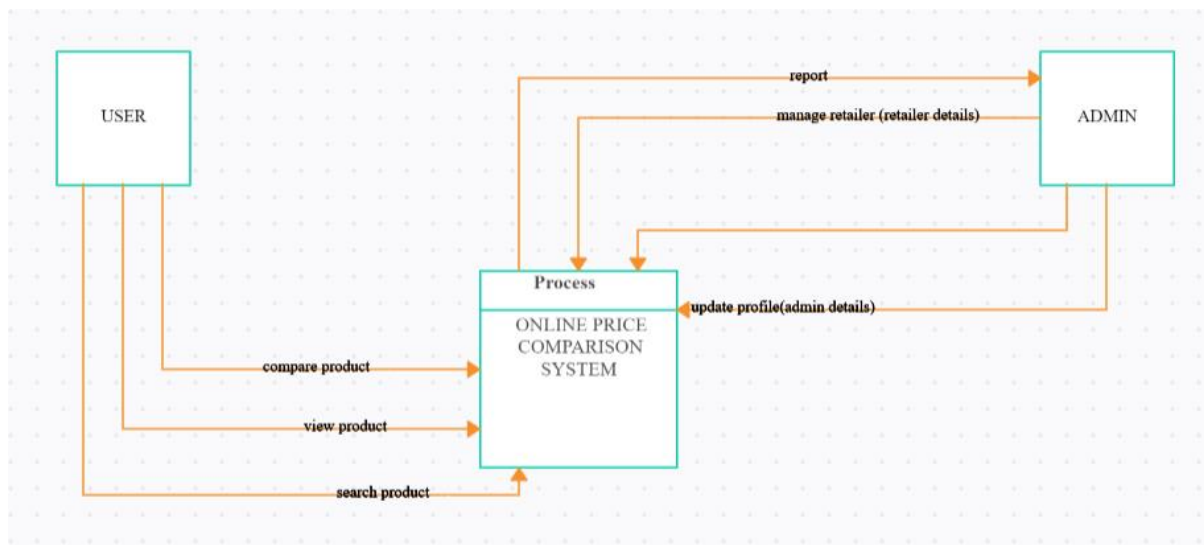 report
USER
manage retailer (retailer details)
ADMIN
Process
update profile(admin details)
ONLINE PRICE
COMPARISON
SYSTEM
compare product
view product
search product